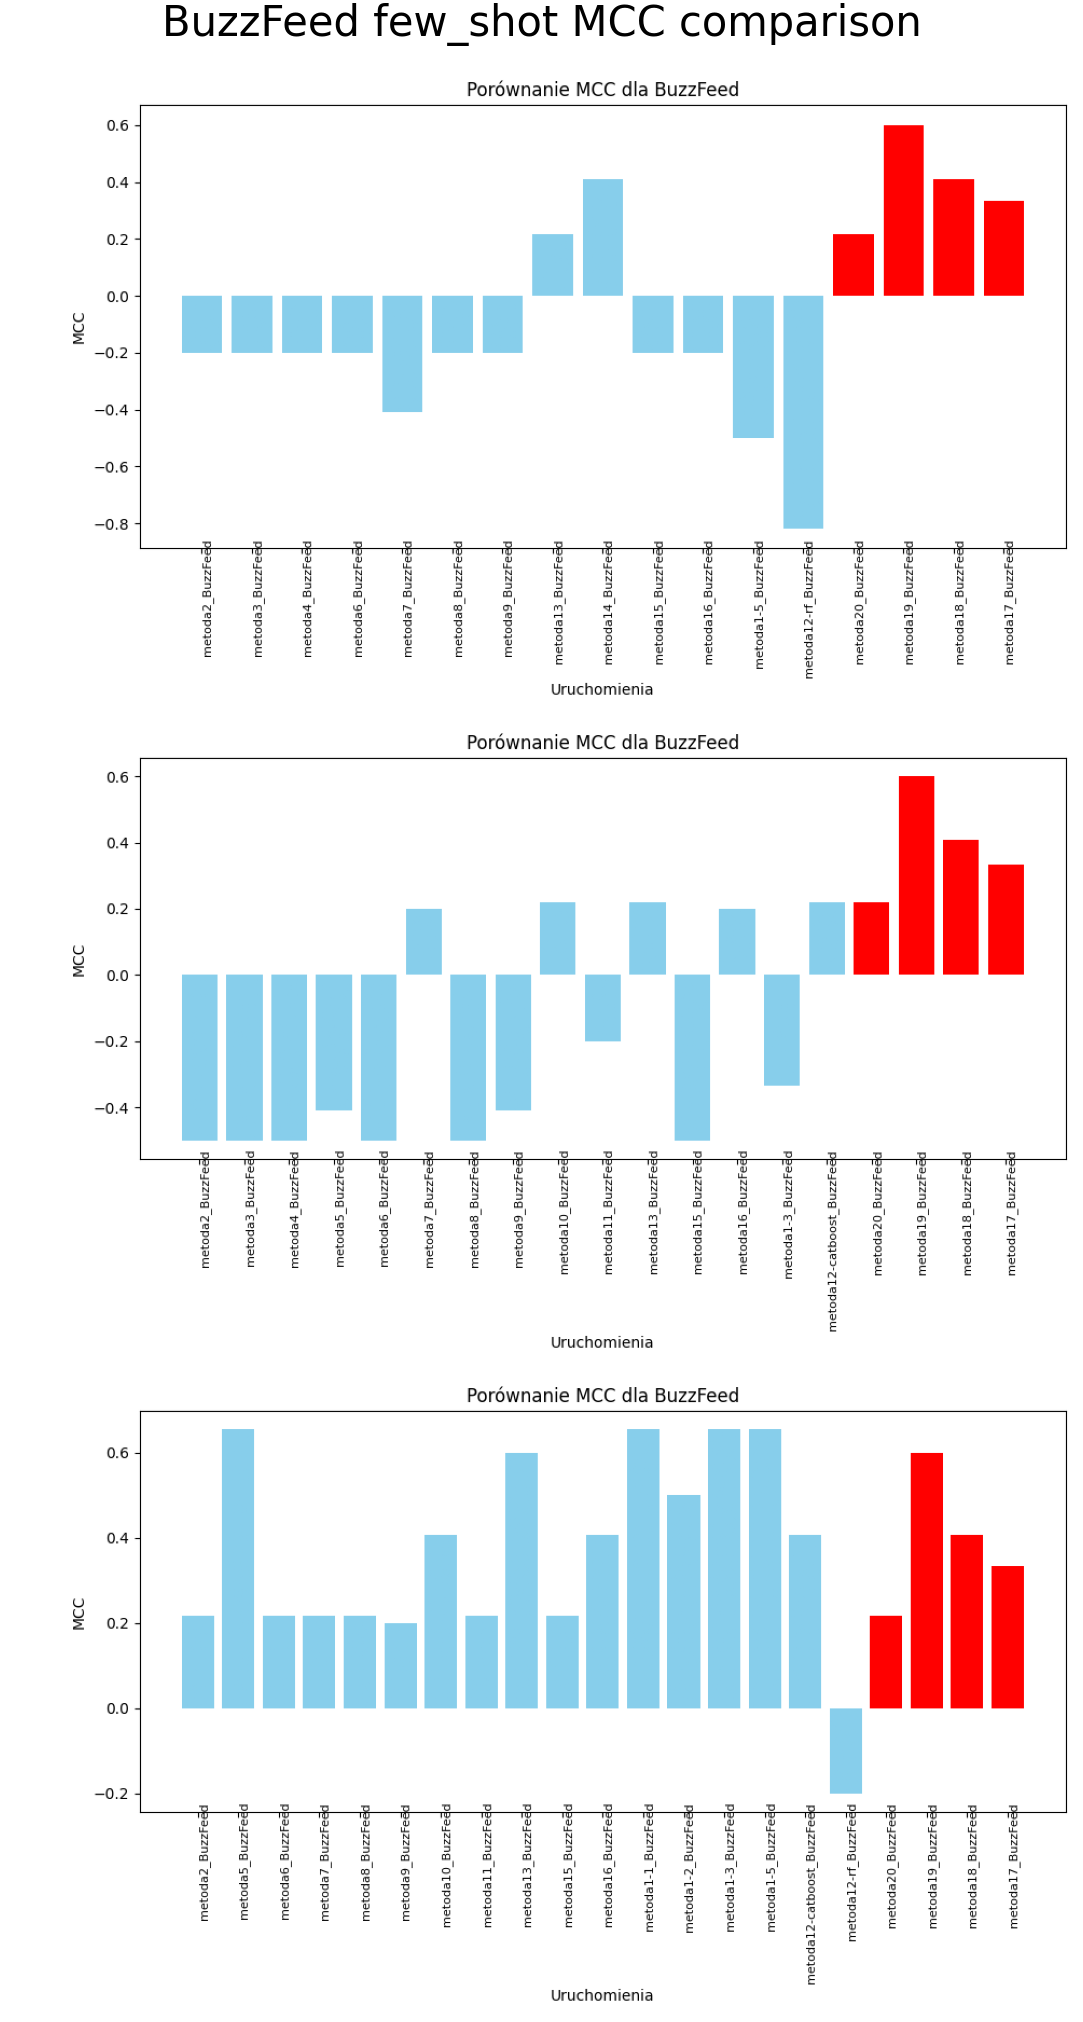 BuzzFeed few_shot MCC comparison
Porównanie MCC dla BuzzFeed
0.6
0.4
0.2
0.0
−0.2
−0.4
−0.6
−0.8
MCC
metoda2_BuzzFeed
metoda3_BuzzFeed
metoda4_BuzzFeed
metoda6_BuzzFeed
metoda7_BuzzFeed
metoda8_BuzzFeed
metoda9_BuzzFeed
metoda13_BuzzFeed
metoda14_BuzzFeed
metoda15_BuzzFeed
metoda16_BuzzFeed
metoda1-5_BuzzFeed
metoda12-rf_BuzzFeed
metoda20_BuzzFeed
metoda19_BuzzFeed
metoda18_BuzzFeed
metoda17_BuzzFeed
Uruchomienia
Porównanie MCC dla BuzzFeed
0.6
0.4
0.2
0.0
−0.2
−0.4
MCC
metoda2_BuzzFeed
metoda3_BuzzFeed
metoda4_BuzzFeed
metoda5_BuzzFeed
metoda6_BuzzFeed
metoda7_BuzzFeed
metoda8_BuzzFeed
metoda9_BuzzFeed
metoda10_BuzzFeed
metoda11_BuzzFeed
metoda13_BuzzFeed
metoda15_BuzzFeed
metoda16_BuzzFeed
metoda1-3_BuzzFeed
metoda12-catboost_BuzzFeed
metoda20_BuzzFeed
metoda19_BuzzFeed
metoda18_BuzzFeed
metoda17_BuzzFeed
Uruchomienia
Porównanie MCC dla BuzzFeed
0.6
0.4
0.2
0.0
−0.2
MCC
metoda2_BuzzFeed
metoda5_BuzzFeed
metoda6_BuzzFeed
metoda7_BuzzFeed
metoda8_BuzzFeed
metoda9_BuzzFeed
metoda10_BuzzFeed
metoda11_BuzzFeed
metoda13_BuzzFeed
metoda15_BuzzFeed
metoda16_BuzzFeed
metoda1-1_BuzzFeed
metoda1-2_BuzzFeed
metoda1-3_BuzzFeed
metoda1-5_BuzzFeed
metoda12-catboost_BuzzFeed
metoda12-rf_BuzzFeed
metoda20_BuzzFeed
metoda19_BuzzFeed
metoda18_BuzzFeed
metoda17_BuzzFeed
Uruchomienia